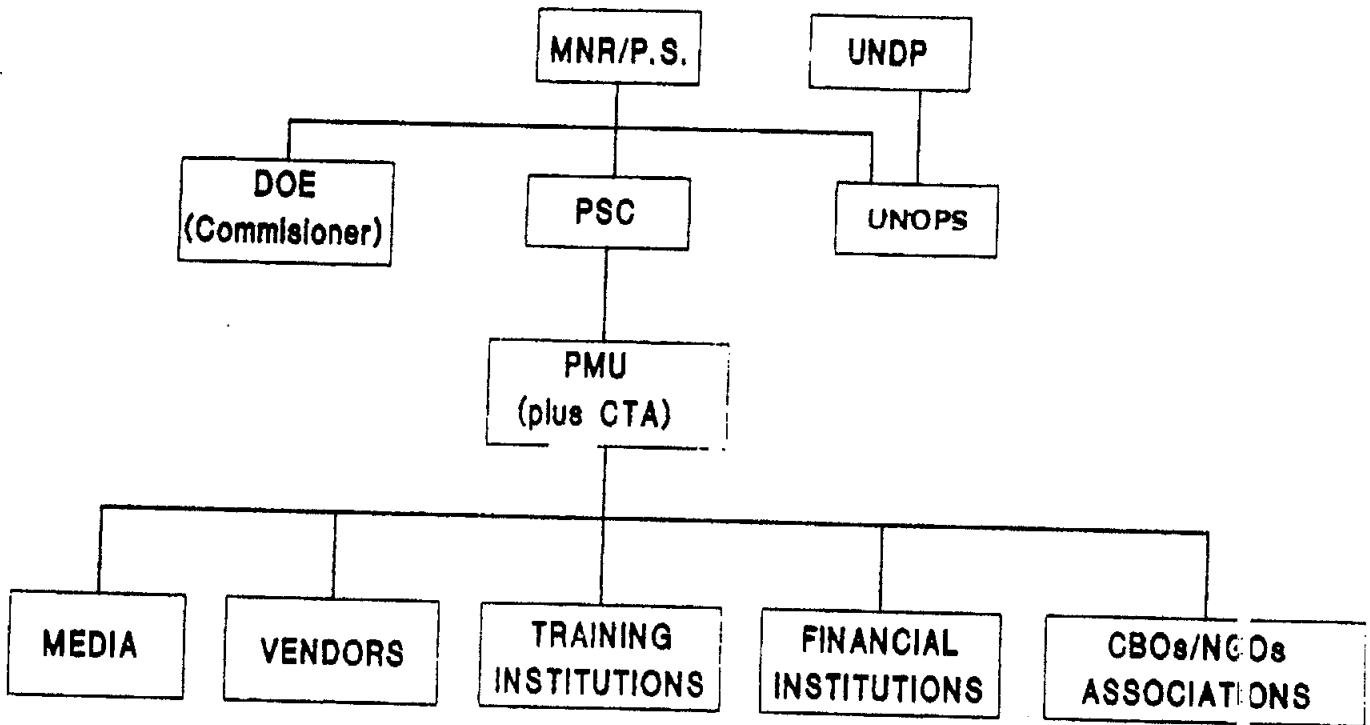 MNR/P.S.
UNDP
DOE
(Commisioner)
PSC
UNOPS
PMU
(plus CTA)
MEDIA
VENDORS
TRAINING
INSTITUTIONS
FINANCIAL
INSTITUTIONS
CBOs/NGOs
ASSOCIATIONS